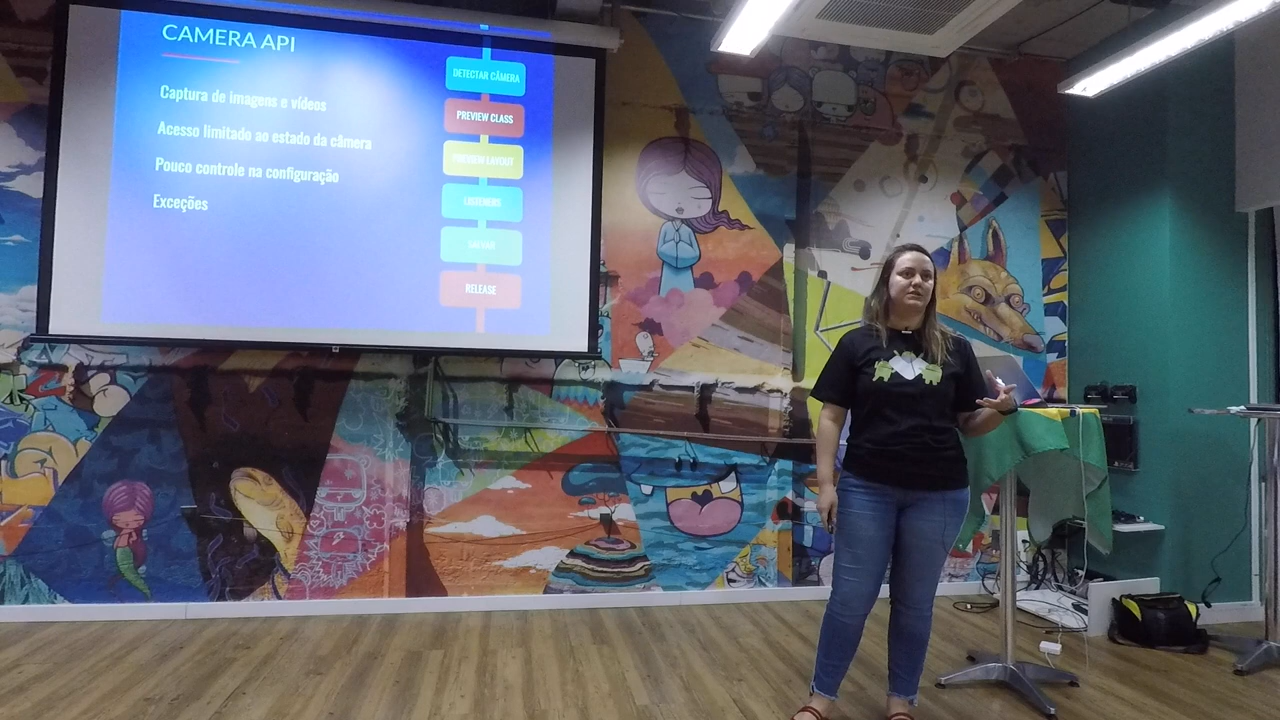 CAMERA API
Captura de imagens e vídeos
Acesso limitado ao estado da câmera
Pouco controle na configuração
Exceções
DETECTAR CÂMERA
PREVIEW CLASS
PREVIEW LAYOUT
LISTENERS
SALVAR
RELEASE